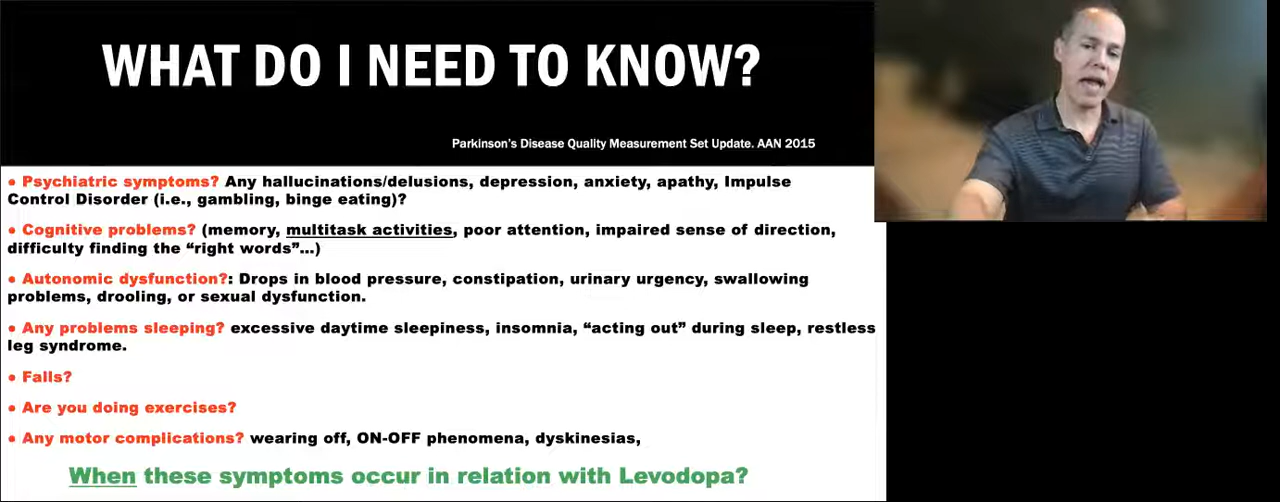 WHAT DO I NEED TO KNOW?
Parkinson's Disease Quality Measurement Set Update. AAN 2015
• Psychiatric symptoms? Any hallucinations/delusions, depression, anxiety, apathy, Impulse
Control Disorder (i.e., gambling, binge eating)?
• Cognitive problems? (memory, multitask activities, poor attention, impaired sense of direction,
difficulty finding the “right words”...)
• Autonomic dysfunction?: Drops in blood pressure, constipation, urinary urgency, swallowing
problems, drooling, or sexual dysfunction.
• Any problems sleeping? excessive daytime sleepiness, insomnia, “acting out” during sleep, restless
leg syndrome.
• Falls?
• Are you doing exercises?
• Any motor complications? wearing off, ON-OFF phenomena, dyskinesias,
When these symptoms occur in relation with Levodopa?